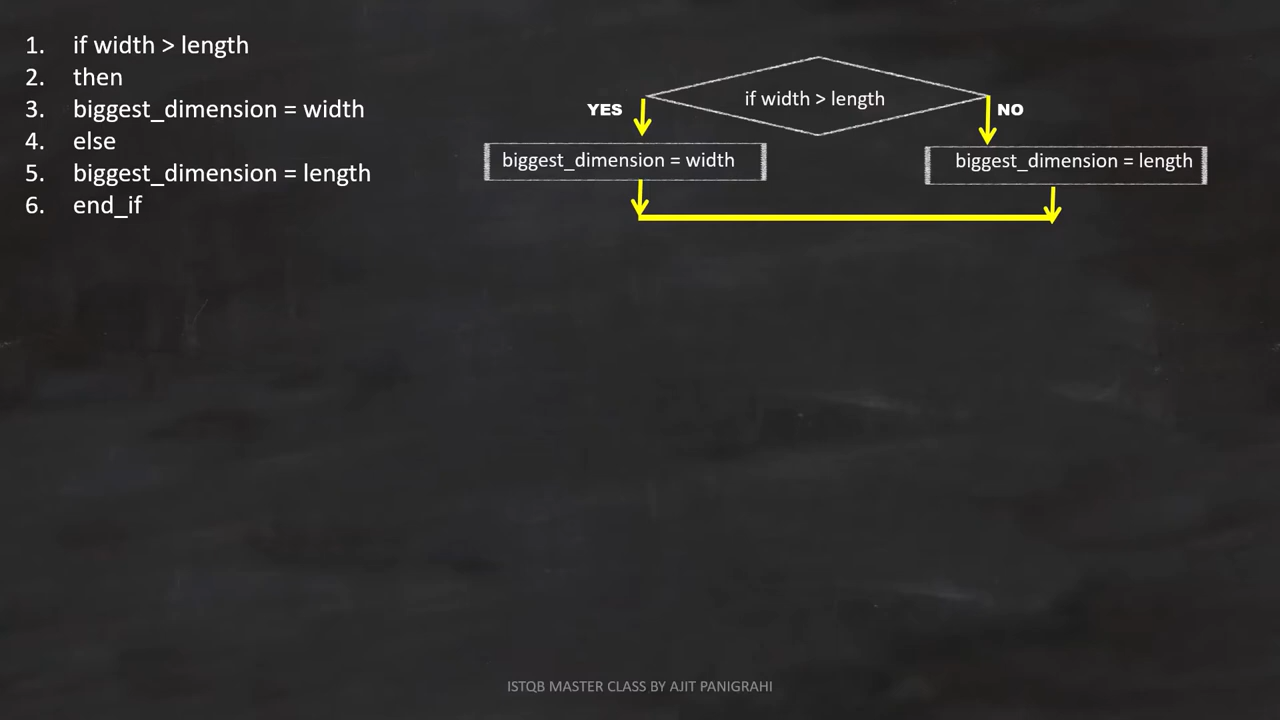 1. if width > length
2. then
3. biggest_dimension = width
4. else
5. biggest_dimension = length
6. end_if
if width > length
YES
NO
biggest_dimension = width
biggest_dimension = length
ISTQB MASTER CLASS BY AJIT PANIGRAHI